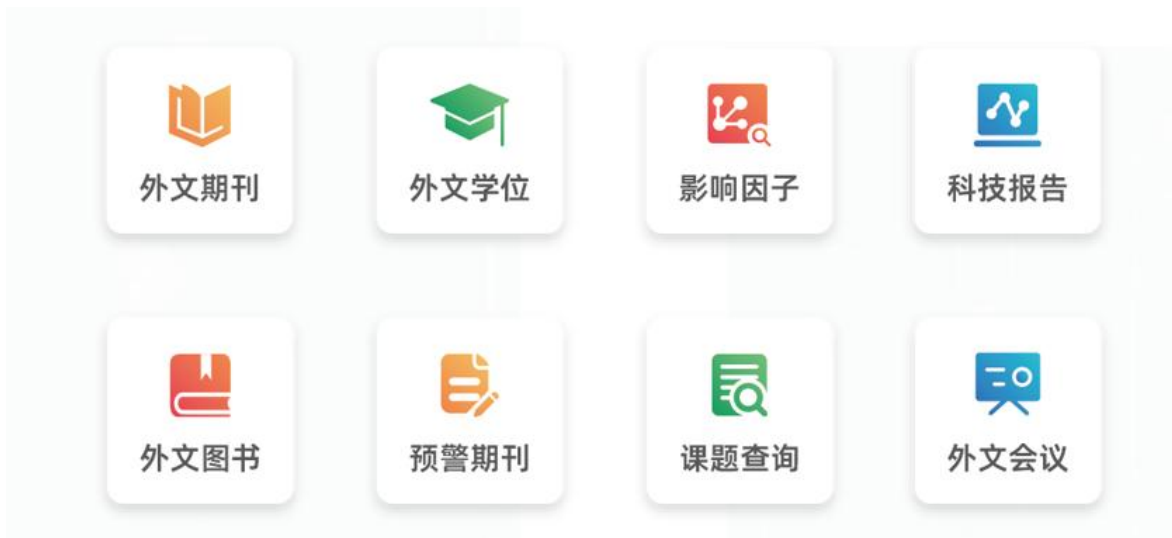 外文期刊
外文学位
影响因子
科技报告
外文图书
预警期刊
课题查询
外文会议